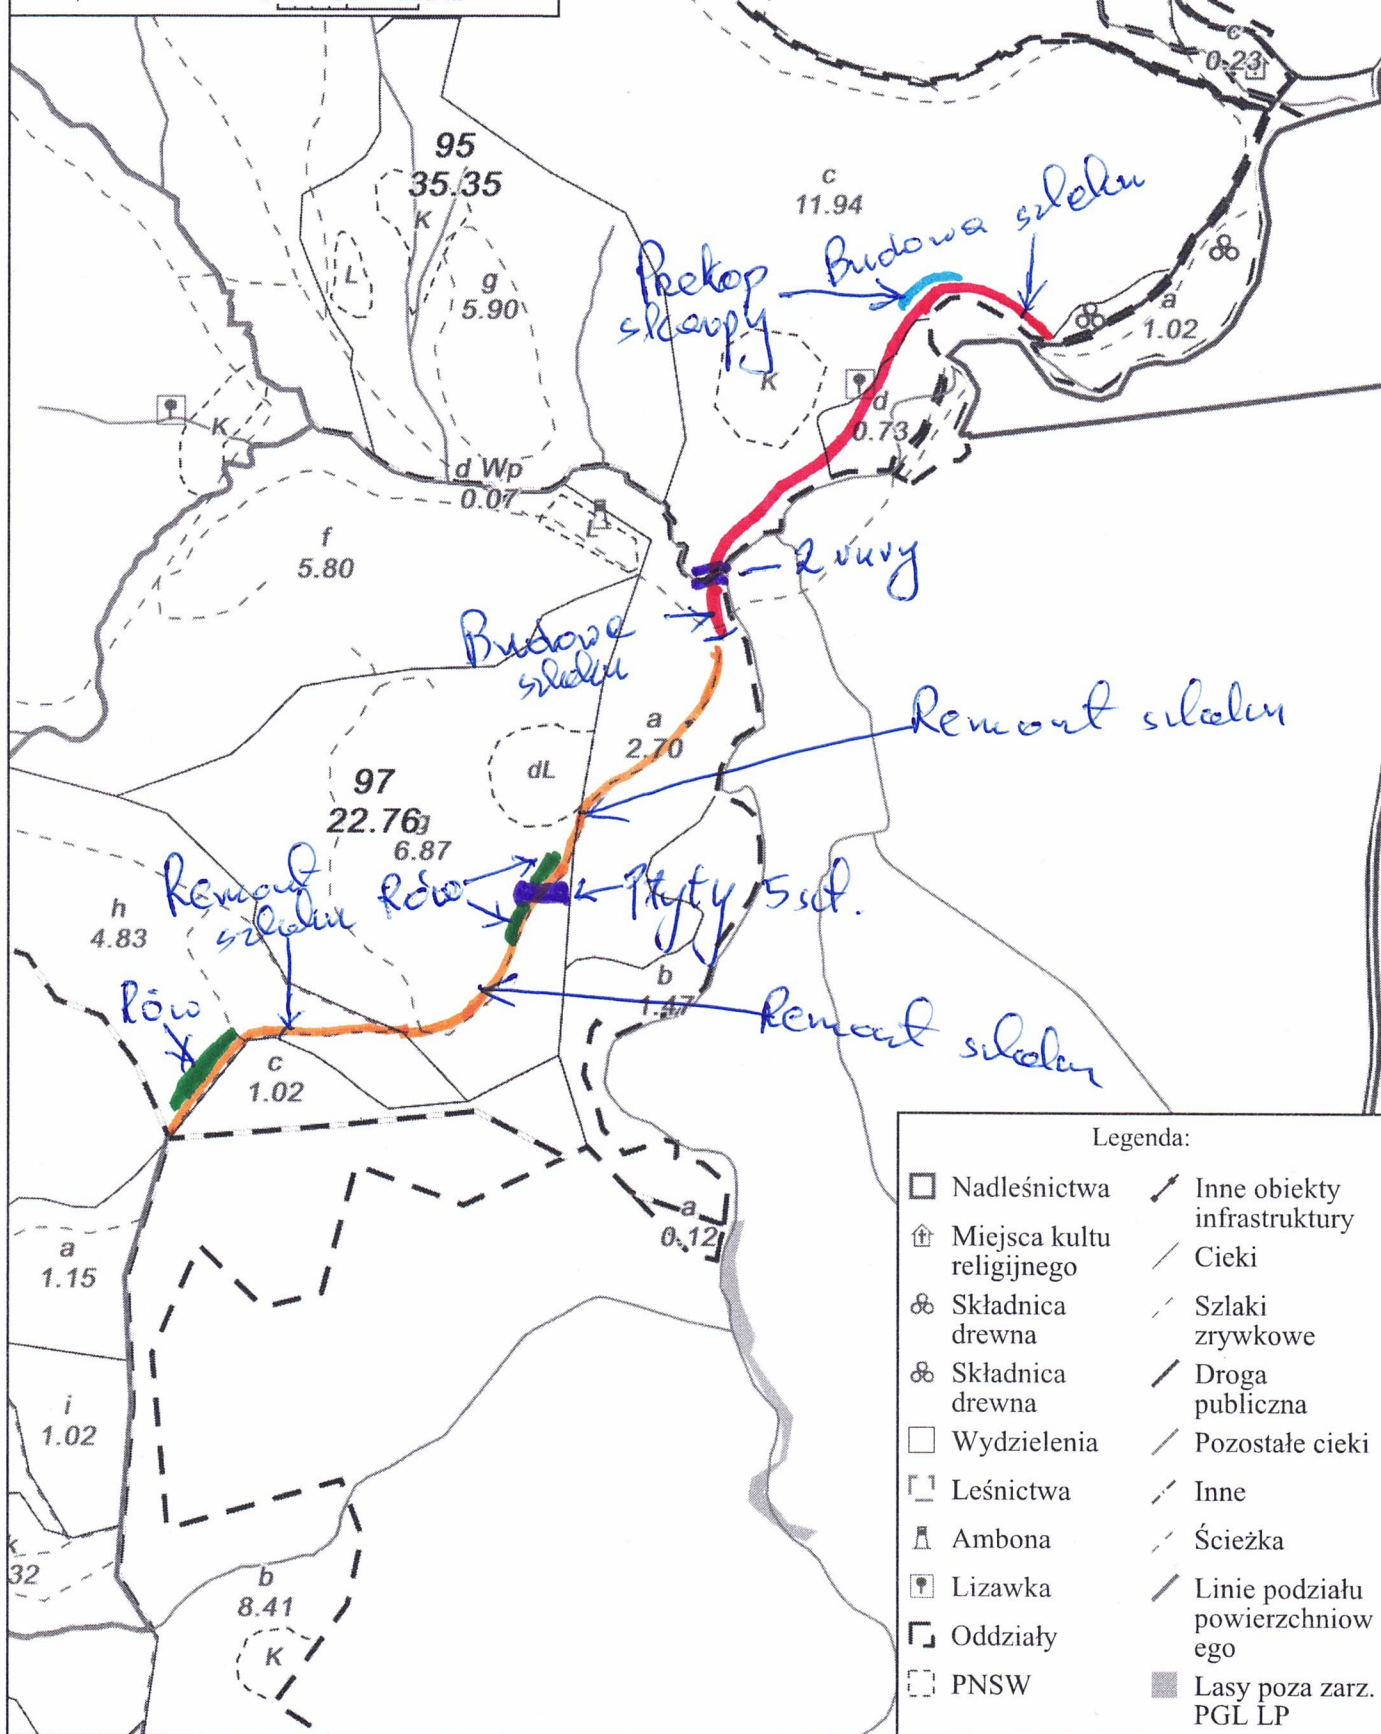 c
0.23
95
35.35
K
c
11.94
Budowa szlaku
Przekop
skarpy
L
g
5.90
a
1.02
K
d
0.73
K
d Wp
0.07
L
f
5.80
2 rury
Budowa
szlaku
Remont szlaku
a
2.70
dL
97
22.76
g
6.87
Remont
szlaku
Rów
Płyty 5 szt.
h
4.83
b
1.47
Rów
Remont szlaku
c
1.02
a
0.12
a
1.15
i
1.02
k
32
b
8.41
K
Legenda:
Nadleśnictwa
Miejsca kultu
religijnego
Składnica
drewna
Składnica
drewna
Wydzielenia
Leśnictwa
Ambona
Lizawka
Oddziały
PNSW
Inne obiekty
infrastruktury
Cieki
Szlaki
zrywkowe
Droga
publiczna
Pozostałe cieki
Inne
Ścieżka
Linie podziału
powierzchniow
ego
Lasy poza zarz.
PGL LP